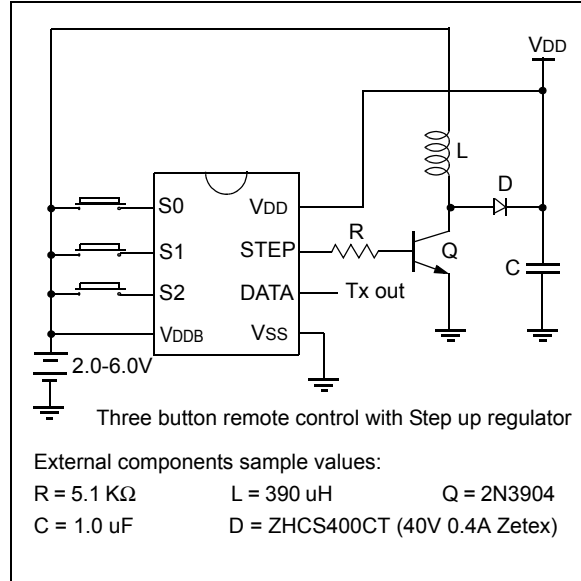 VDD
L
D
S0
VDD
R
S1
STEP
Q
C
S2
DATA
Tx out
VDDB
VSS
2.0-6.0V
Three button remote control with Step up regulator
External components sample values:
R = 5.1 KΩ L = 390 uH Q = 2N3904
C = 1.0 uF D = ZHCS400CT (40V 0.4A Zetex)